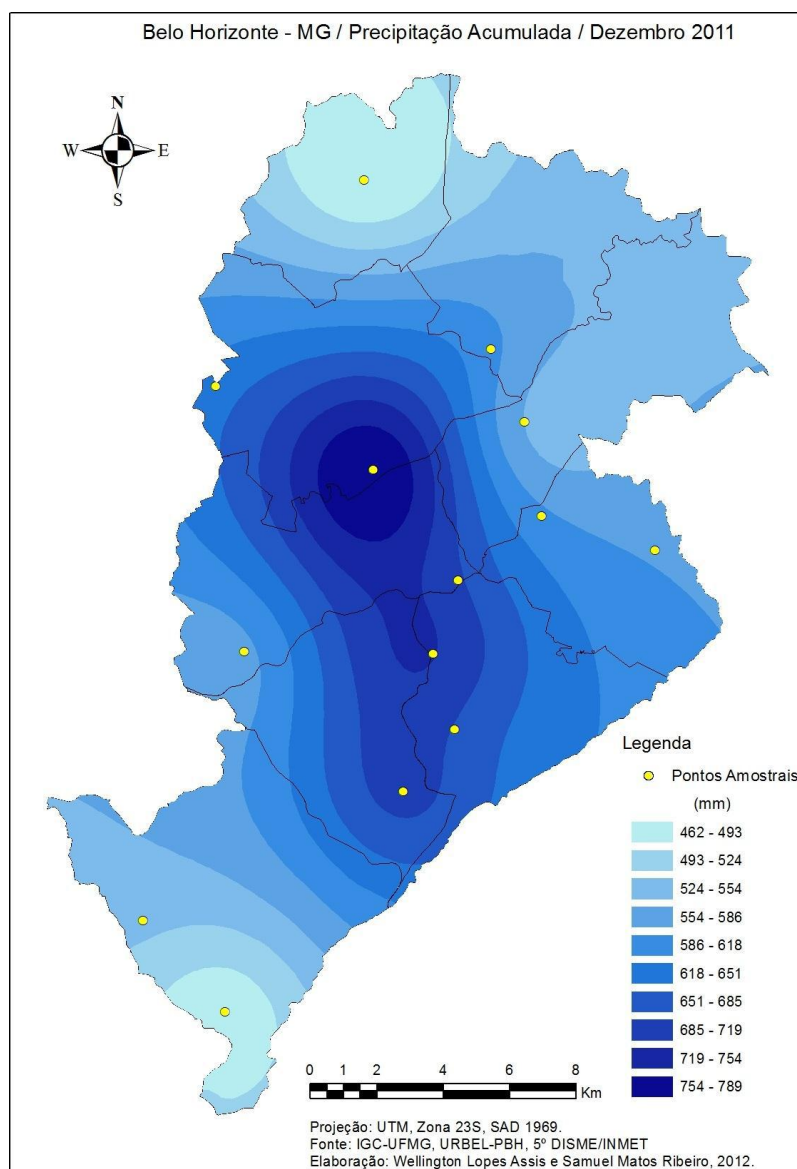 Belo Horizonte - MG / Precipitação Acumulada / Dezembro 2011
N
W E
S
Legenda
Pontos Amostrais
(mm)
462 - 493
493 - 524
524 - 554
554 - 586
586 - 618
618 - 651
651 - 685
685 - 719
719 - 754
754 - 789
0 1 2 4 6 8
Km
Projeção: UTM, Zona 23S, SAD 1969.
Fonte: IGC-UFMG, URBEL-PBH, 5º DISME/INMET
Elaboração: Wellington Lopes Assis e Samuel Matos Ribeiro, 2012.